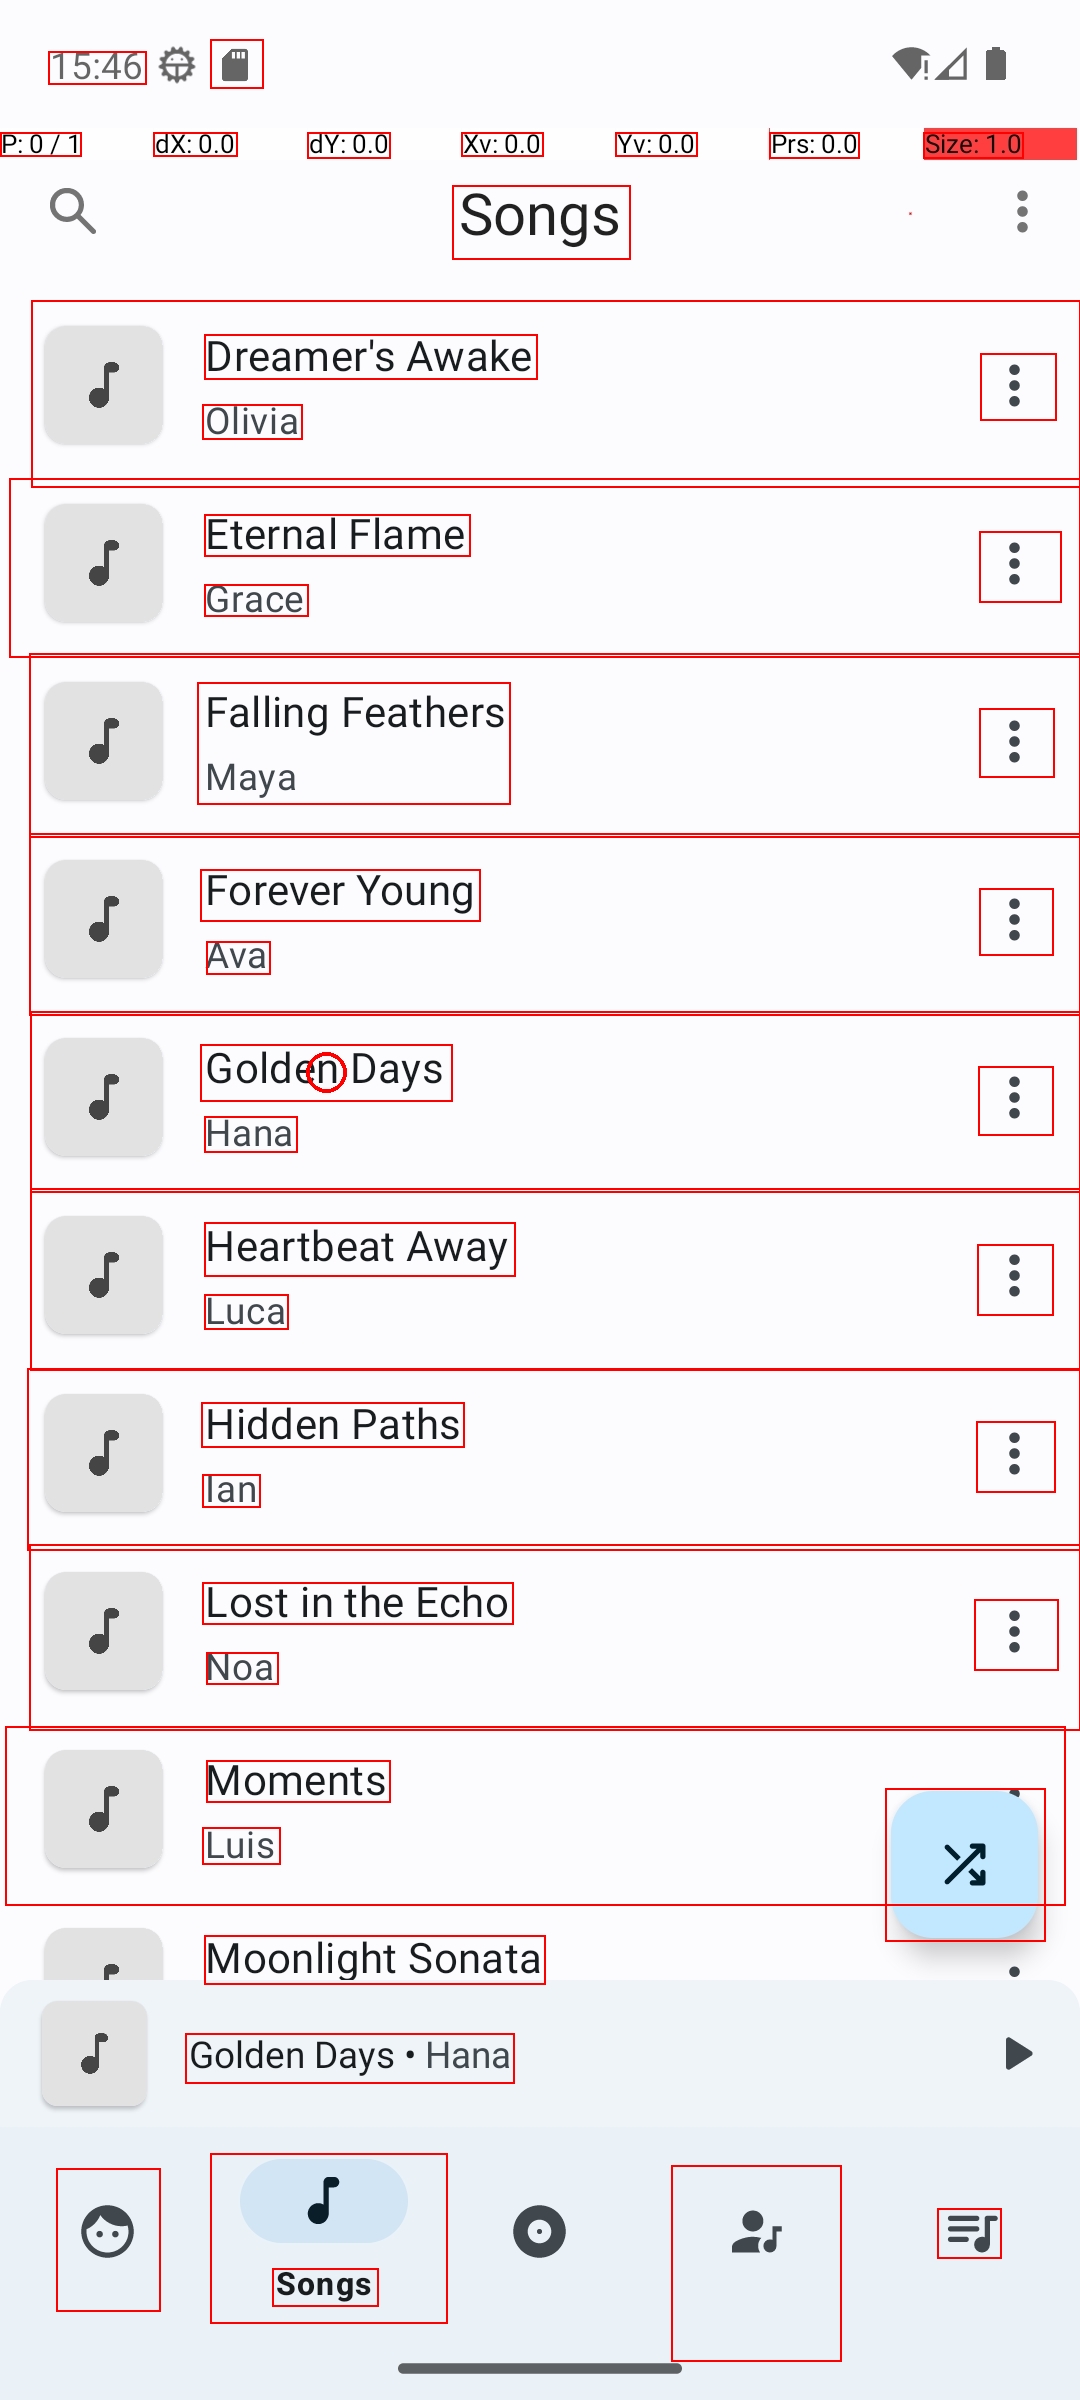 15:46
P: 0 / 1 dX: 0.0 dY: 0.0 Xv: 0.0 Yv: 0.0 Prs: 0.0 Size: 1.0
Songs
Dreamer's Awake
Olivia
Eternal Flame
Grace
Falling Feathers
Maya
Forever Young
Ava
Golden Days
Hana
Heartbeat Away
Luca
Hidden Paths
Ian
Lost in the Echo
Noa
Moments
Luis
Moonlight Sonata
Golden Days • Hana
Songs